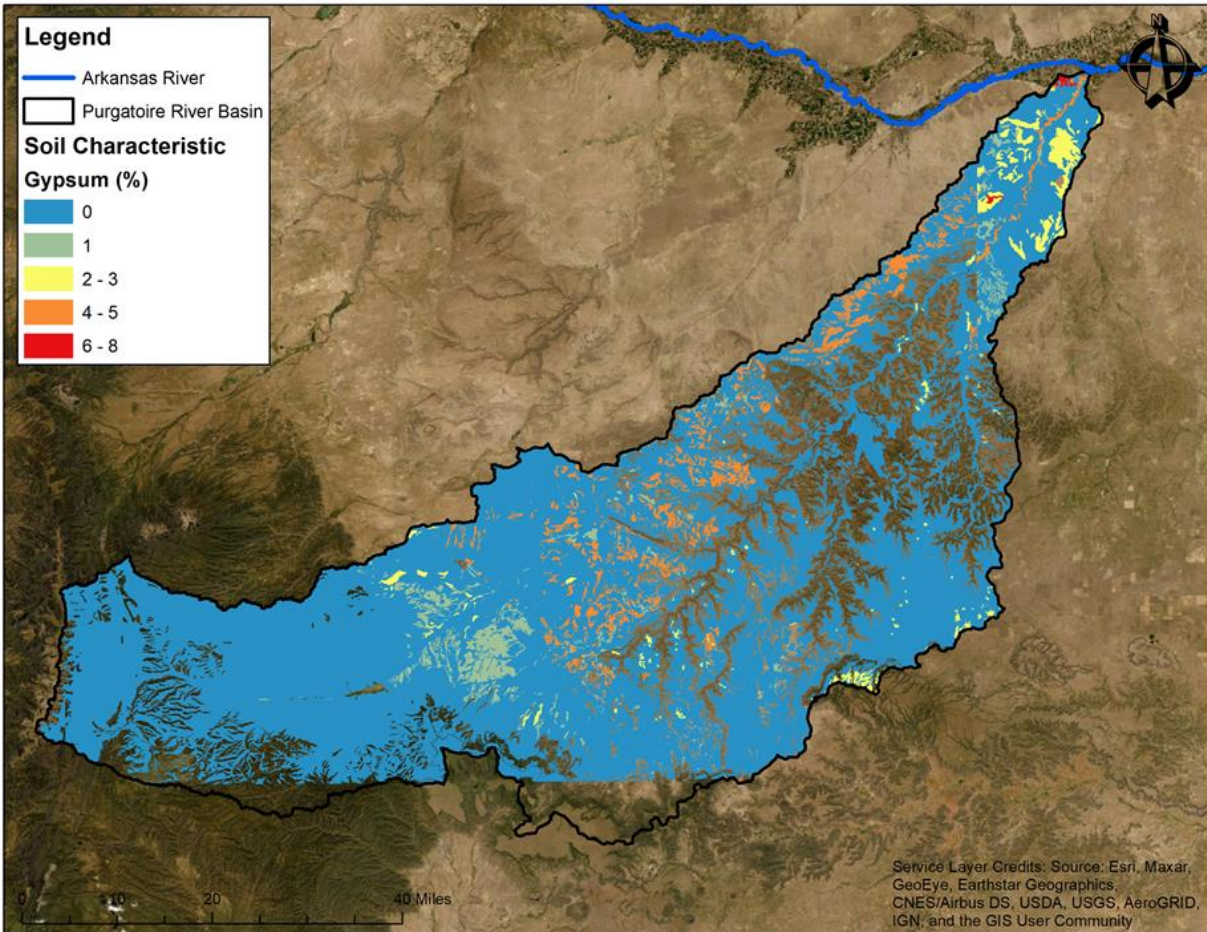 Legend
Arkansas River
Purgatoire River Basin
Soil Characteristic
Gypsum (%)
0
1
2 - 3
4 - 5
6 - 8
N
0 10 20 40 Miles
Service Layer Credits: Source: Esri, Maxar,
GeoEye, Earthstar Geographics,
CNES/Airbus DS, USDA, USGS, AeroGRID,
IGN, and the GIS User Community